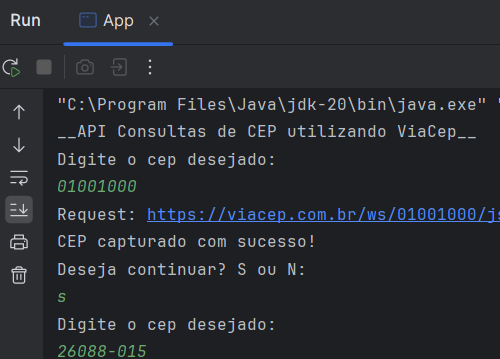 Run
App
"C:\Program Files\Java\jdk-20\bin\java.exe" "
__API Consultas de CEP utilizando ViaCep__
Digite o cep desejado:
01001000
Request: https://viacep.com.br/ws/01001000/js
CEP capturado com sucesso!
Deseja continuar? S ou N:
s
Digite o cep desejado:
26088-015